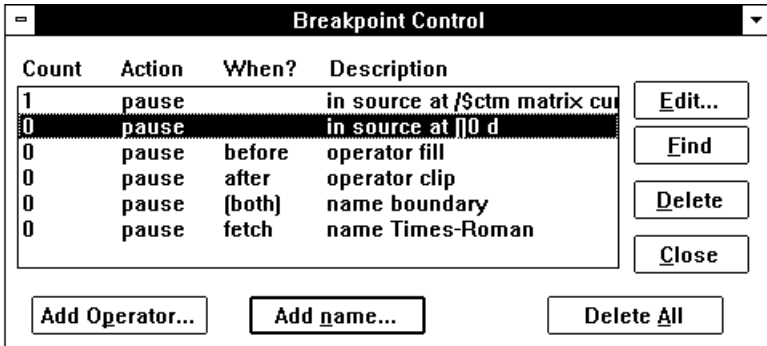 Breakpoint Control
Count Action When? Description
1 pause in source at /$ctm matrix cur
0 pause in source at []0 d
0 pause before operator fill
0 pause after operator clip
0 pause (both) name boundary
0 pause fetch name Times-Roman
Edit...
Find
Delete
Close
Add Operator... Add name... Delete All